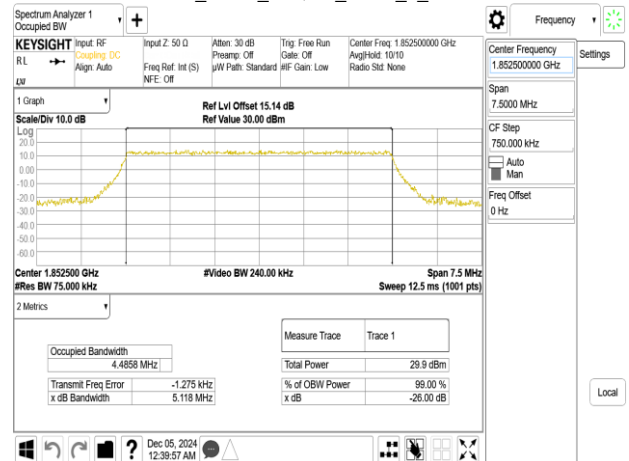 Spectrum Analyzer 1
Occupied BW
Frequency
KEYSIGHT
Input: RF
Coupling: DC
Align: Auto
Input Z: 50 Ω
Freq Ref: Int (S)
NFE: Off
Atten: 30 dB
Preamp: Off
µW Path: Standard
Trig: Free Run
Gate: Off
#IF Gain: Low
Center Freq: 1.852500000 GHz
Avg|Hold: 10/10
Radio Std: None
RL
LXI
Center Frequency
1.852500000 GHz
Settings
Span
7.5000 MHz
CF Step
750.000 kHz
Auto
Man
Freq Offset
0 Hz
Local
1 Graph
Ref Lvl Offset 15.14 dB
Scale/Div 10.0 dB
Ref Value 30.00 dBm
Log
20.0
10.0
0.00
-10.0
-20.0
-30.0
-40.0
-50.0
-60.0
Center 1.852500 GHz
#Video BW 240.00 kHz
Span 7.5 MHz
#Res BW 75.000 kHz
Sweep 12.5 ms (1001 pts)
2 Metrics
Measure Trace
Trace 1
Occupied Bandwidth
4.4858 MHz
Total Power
29.9 dBm
Transmit Freq Error
-1.275 kHz
% of OBW Power
99.00 %
x dB Bandwidth
5.118 MHz
x dB
-26.00 dB
Dec 05, 2024
12:39:57 AM